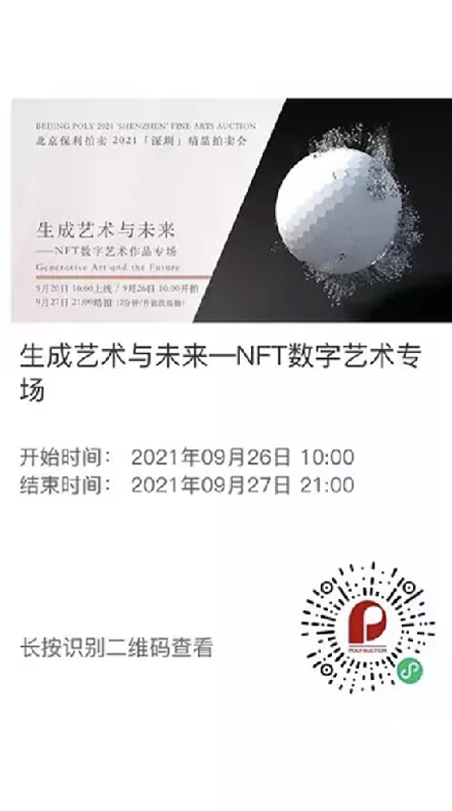 BEIJING POLY 2021 'SHENZHEN' FINE ARTS AUCTION
北京保利拍卖 2021「深圳」精品拍卖会
生成艺术与未来
——NFT数字艺术作品专场
Generative Art and the Future
9月20日 10:00上线 / 9月26日 10:00开拍
9月27日 21:00结拍
生成艺术与未来—NFT数字艺术专
场
开始时间： 2021年09月26日 10:00
结束时间： 2021年09月27日 21:00
长按识别二维码查看
POLY AUCTION